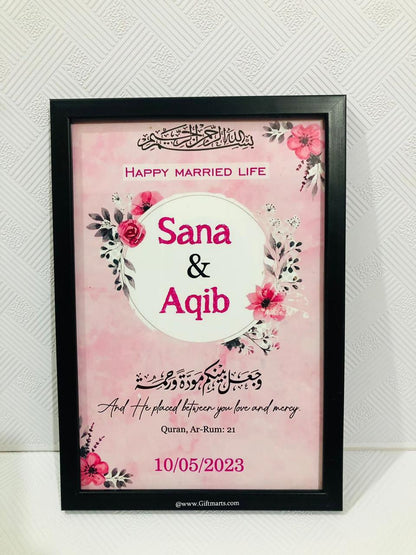 بسم الله الرحمن الرحيم
HAPPY MARRIED LIFE
Sana
&
Aqib
وجعل بينكم مودة ورحمة
And He placed between you love and mercy.
Quran, Ar-Rum: 21
10/05/2023
@www.Giftmarts.com